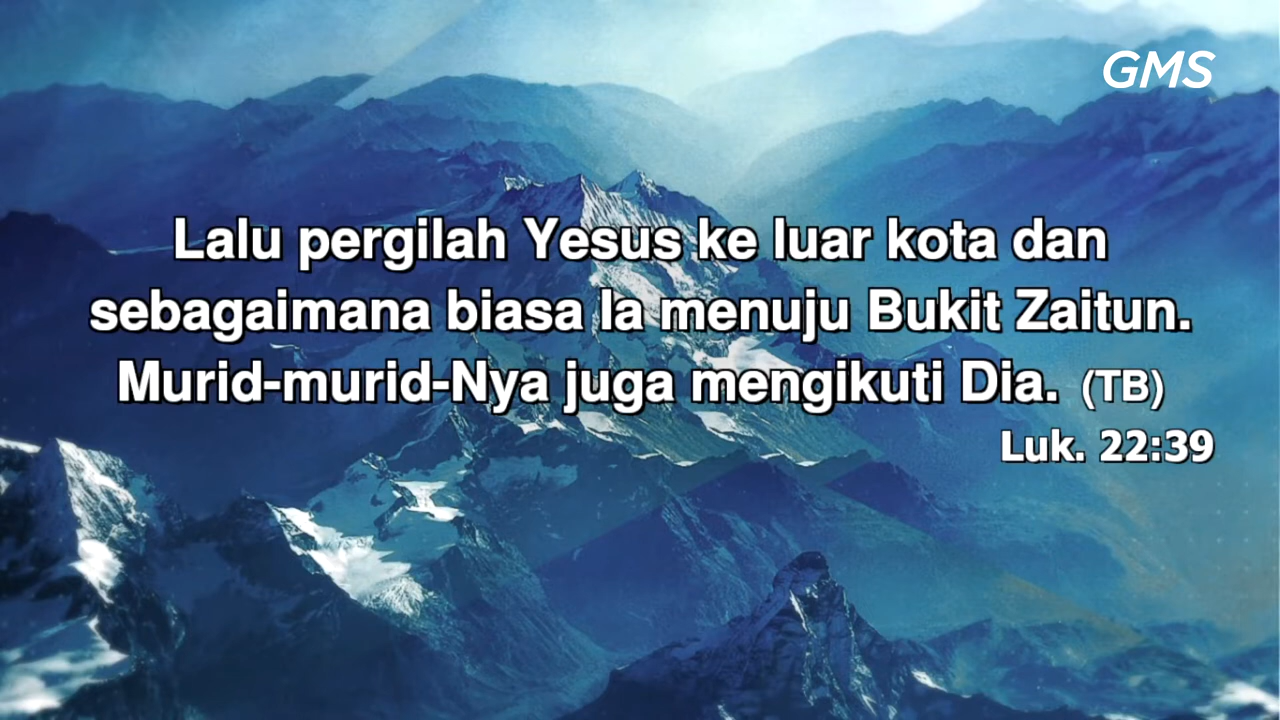 GMS
Lalu pergilah Yesus ke luar kota dan
sebagaimana biasa Ia menuju Bukit Zaitun.
Murid-murid-Nya juga mengikuti Dia. (TB)
Luk. 22:39